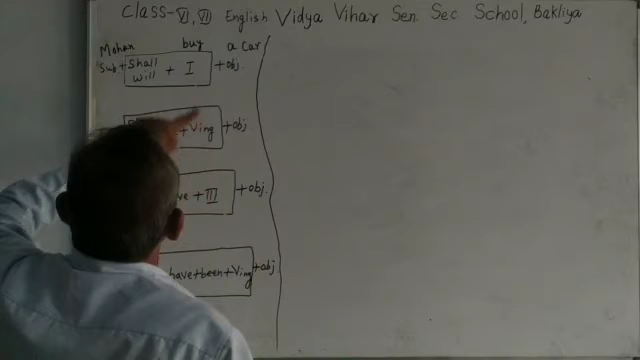 Class-VI, VII English Vidya Vihar Sen. Sec School, Bakliya
Mohan buy a car
Sub + Shall will + I + obj.
+ Ving + obj
+ III + obj.
have+been+Ving +obj